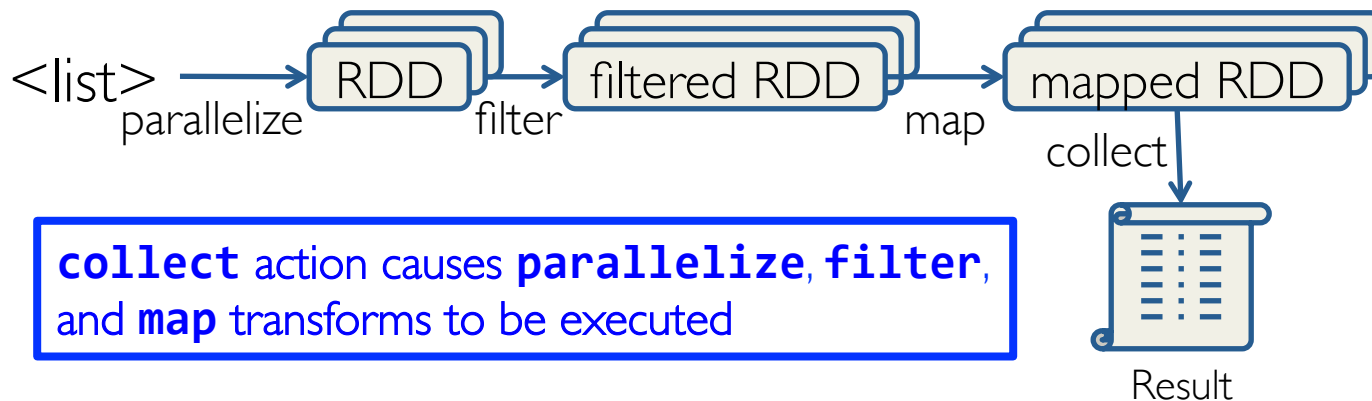 <list>
parallelize
RDD
filter
filtered RDD
map
mapped RDD
collect
collect action causes parallelize, filter,
and map transforms to be executed
Result